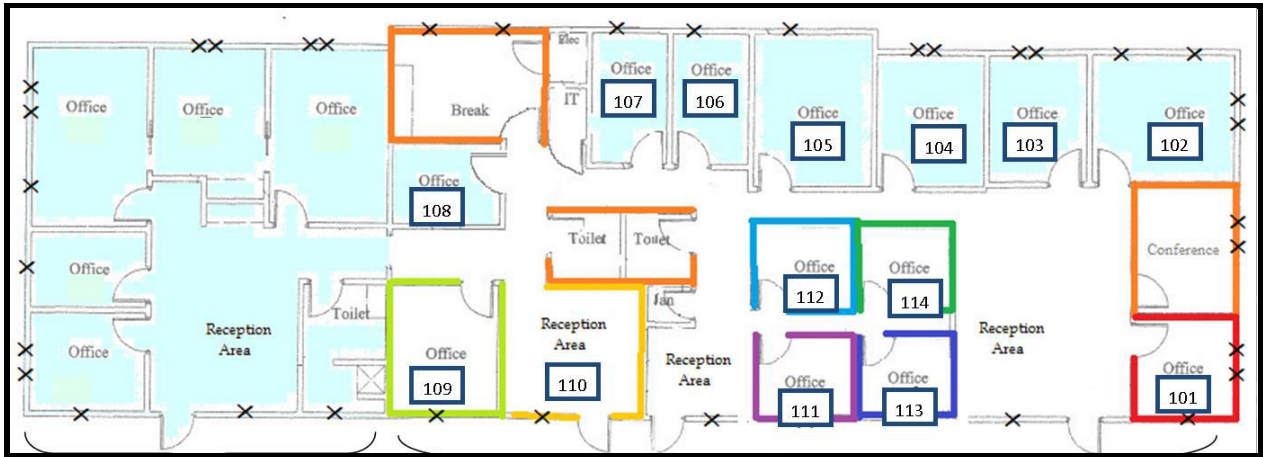 Elec
IT
Office
107
Office
106
Office
105
Office
104
Office
103
Office
102
Office
Office
Office
Break
Office
108
Toilet
Toilet
Office
112
Office
114
Conference
Office
Toilet
Jan
Office
Reception
Area
Office
109
Reception
Area
110
Reception
Area
Office
111
Office
113
Reception
Area
Office
101